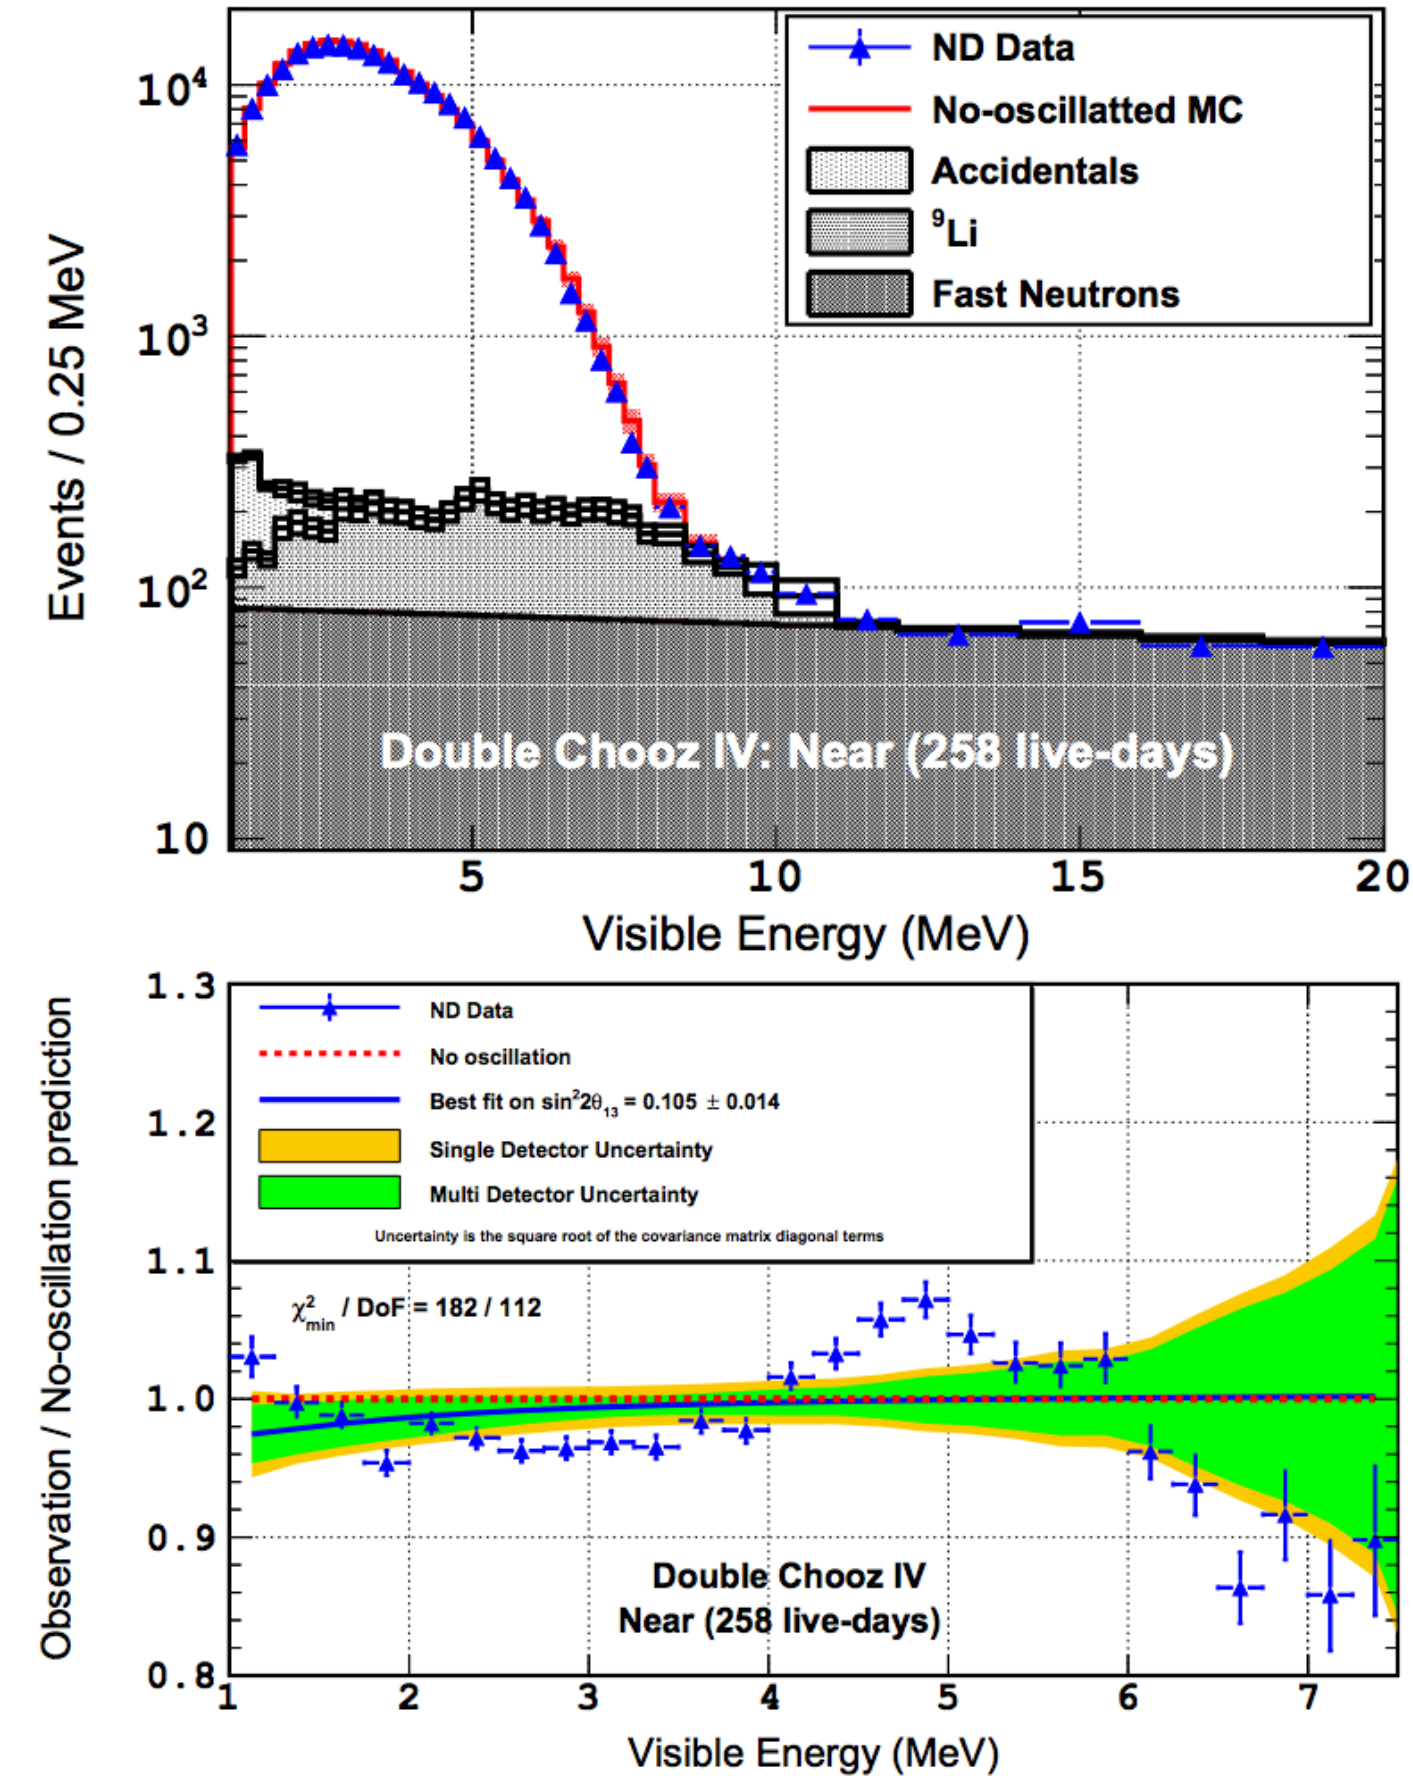 ND Data
No-oscillatted MC
Accidentals
⁹Li
Fast Neutrons
10⁴
10³
10²
10
Events / 0.25 MeV
Double Chooz IV: Near (258 live-days)
5 10 15 20
Visible Energy (MeV)
1.3
1.2
1.1
1.0
0.9
0.8
Observation / No-oscillation prediction
ND Data
No oscillation
Best fit on sin²2θ₁₃ = 0.105 ± 0.014
Single Detector Uncertainty
Multi Detector Uncertainty
Uncertainty is the square root of the covariance matrix diagonal terms
χ²min / DoF = 182 / 112
Double Chooz IV
Near (258 live-days)
1 2 3 4 5 6 7
Visible Energy (MeV)